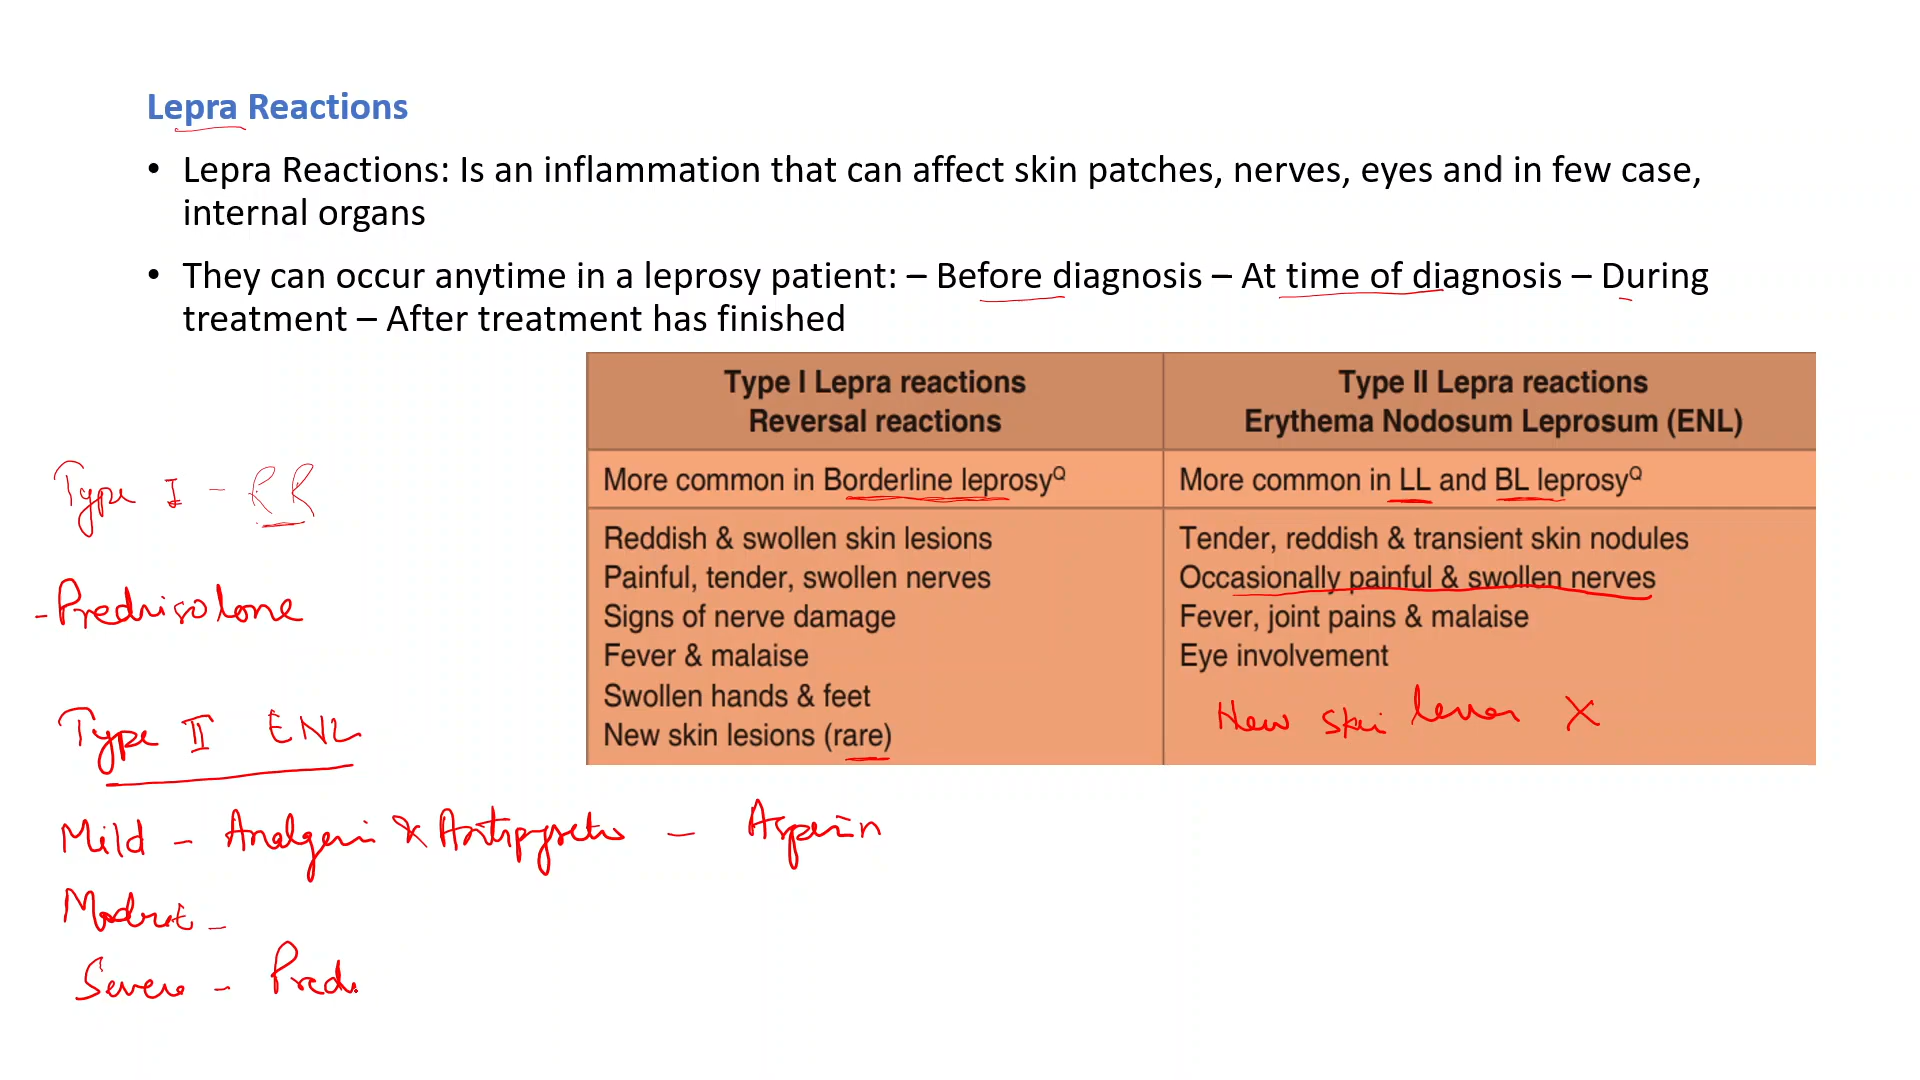 Lepra Reactions
• Lepra Reactions: Is an inflammation that can affect skin patches, nerves, eyes and in few case,
internal organs
• They can occur anytime in a leprosy patient: – Before diagnosis – At time of diagnosis – During
treatment – After treatment has finished
Type I Lepra reactions
Reversal reactions
Type II Lepra reactions
Erythema Nodosum Leprosum (ENL)
More common in Borderline leprosyQ
More common in LL and BL leprosyQ
Reddish & swollen skin lesions
Painful, tender, swollen nerves
Signs of nerve damage
Fever & malaise
Swollen hands & feet
New skin lesions (rare)
Tender, reddish & transient skin nodules
Occasionally painful & swollen nerves
Fever, joint pains & malaise
Eye involvement
New skin X
Type I - RR
- Prednisolone
Type II ENL
Mild - & - Aspirin
-
Severe - Predn